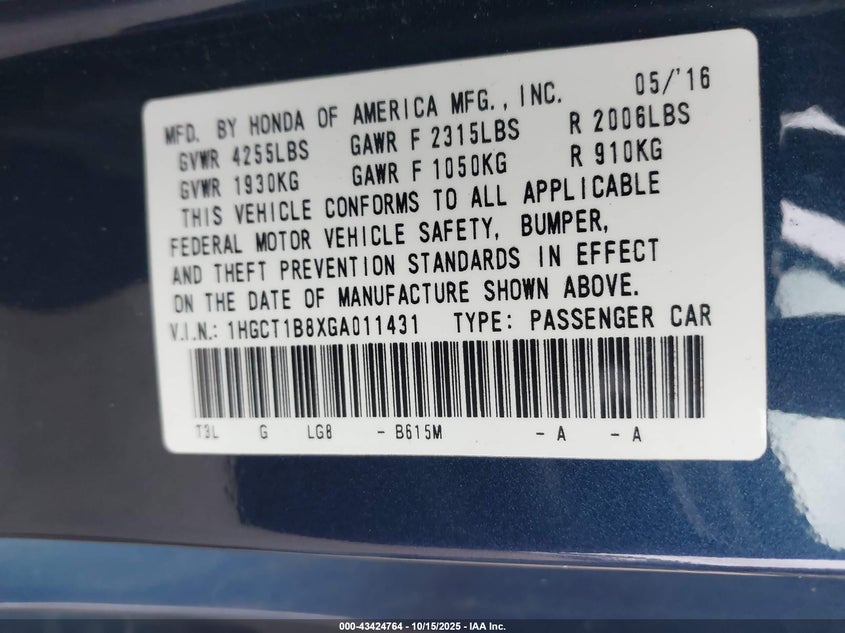 MFD. BY HONDA OF AMERICA MFG., INC. 05/'16
GVWR 4255LBS GAWR F 2315LBS R 2006LBS
GVWR 1930KG GAWR F 1050KG R 910KG
THIS VEHICLE CONFORMS TO ALL APPLICABLE
FEDERAL MOTOR VEHICLE SAFETY, BUMPER,
AND THEFT PREVENTION STANDARDS IN EFFECT
ON THE DATE OF MANUFACTURE SHOWN ABOVE.
V.I.N.: 1HGCT1B8XGA011431 TYPE: PASSENGER CAR
T3L G LG8 - B615M - A - A
000-43424764 - 10/15/2025 - IAA Inc.